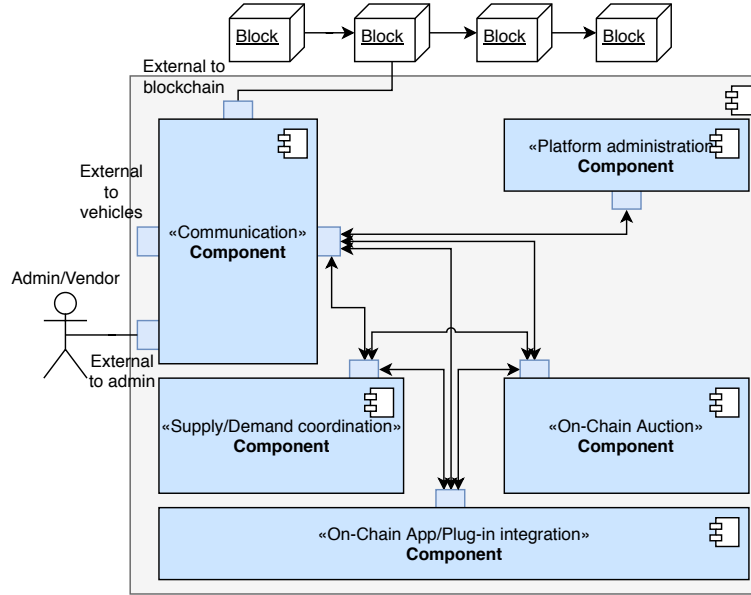 Block
Block
Block
Block
External to
blockchain
External
to
vehicles
«Communication»
Component
«Platform administration»
Component
Admin/Vendor
External
to admin
«Supply/Demand coordination»
Component
«On-Chain Auction»
Component
«On-Chain App/Plug-in integration»
Component